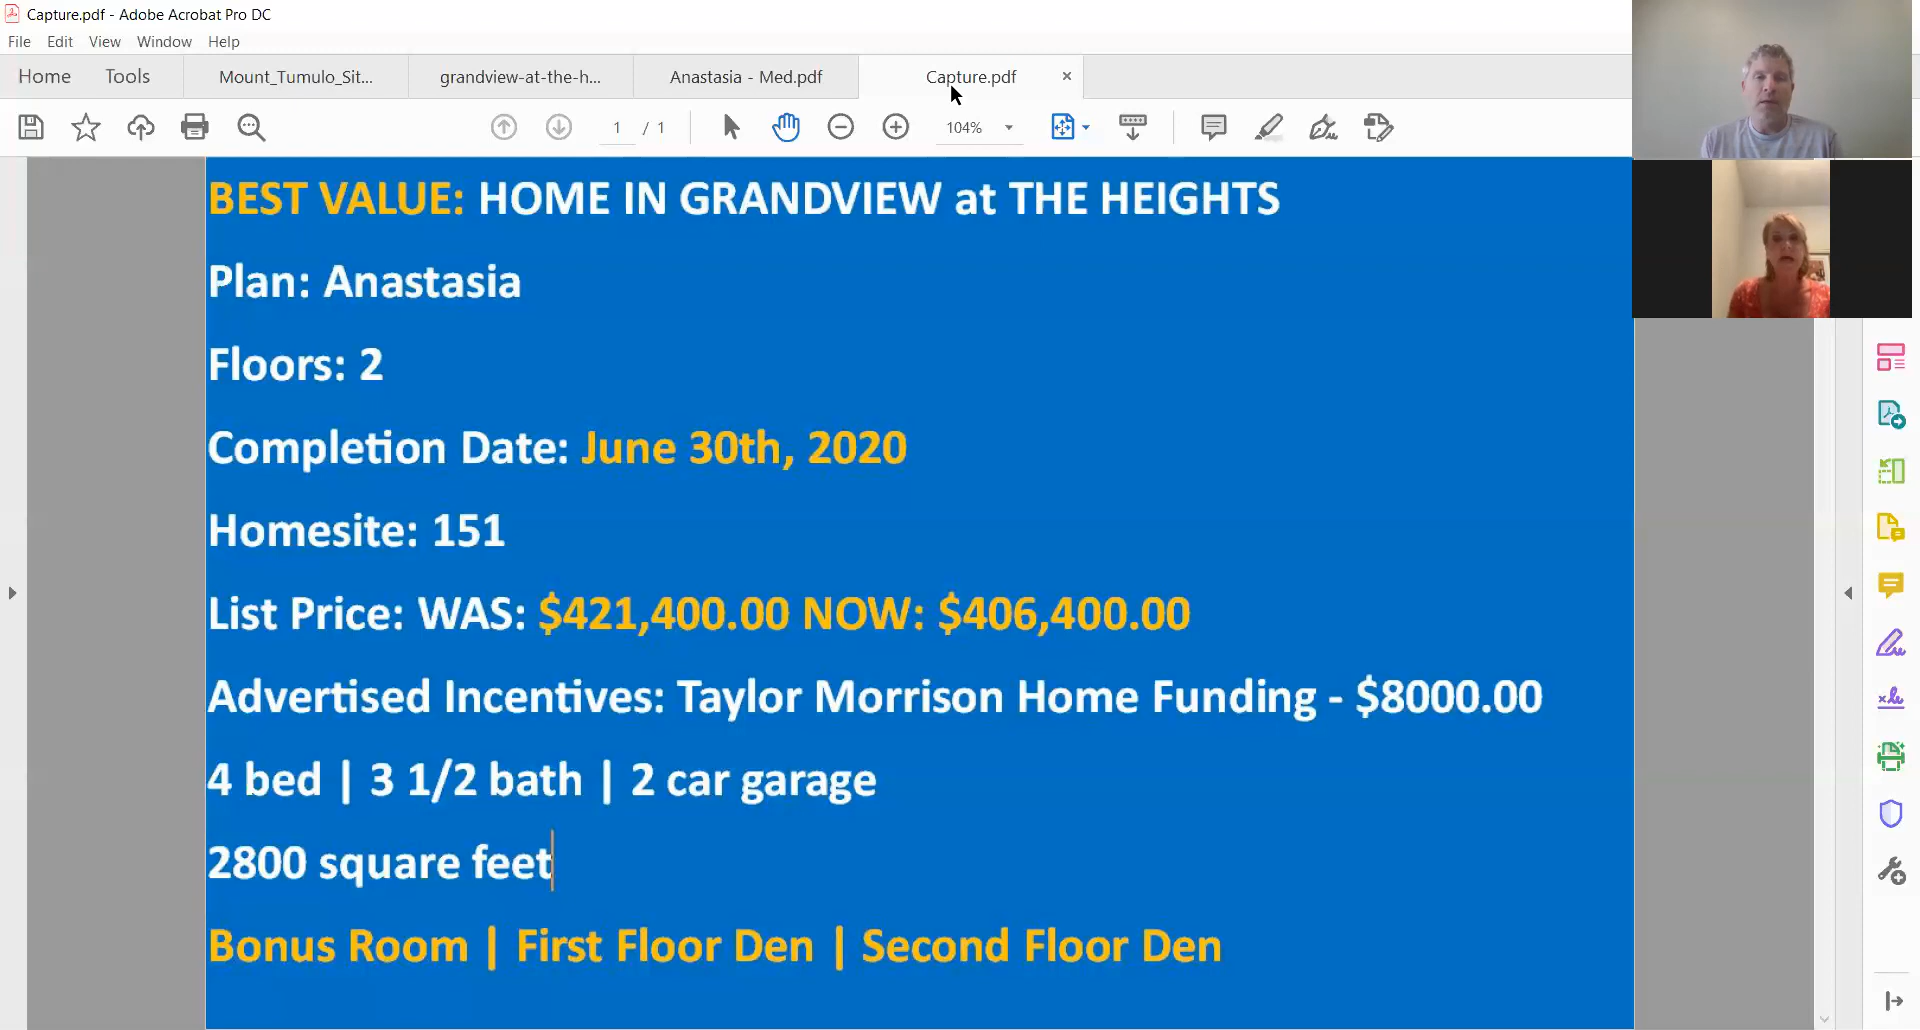 Capture.pdf - Adobe Acrobat Pro DC
File Edit View Window Help
Home Tools Mount_Tumulo_Sit... grandview-at-the-h... Anastasia - Med.pdf Capture.pdf ×
1 / 1 104%
BEST VALUE: HOME IN GRANDVIEW at THE HEIGHTS
Plan: Anastasia
Floors: 2
Completion Date: June 30th, 2020
Homesite: 151
List Price: WAS: $421,400.00 NOW: $406,400.00
Advertised Incentives: Taylor Morrison Home Funding - $8000.00
4 bed | 3 1/2 bath | 2 car garage
2800 square feet
Bonus Room | First Floor Den | Second Floor Den